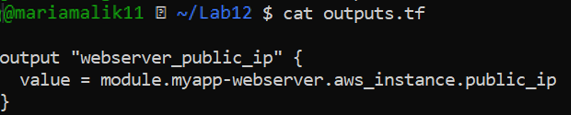 @mariamalik11 ~/Lab12 $ cat outputs.tf
output "webserver_public_ip" {
  value = module.myapp-webserver.aws_instance.public_ip
}